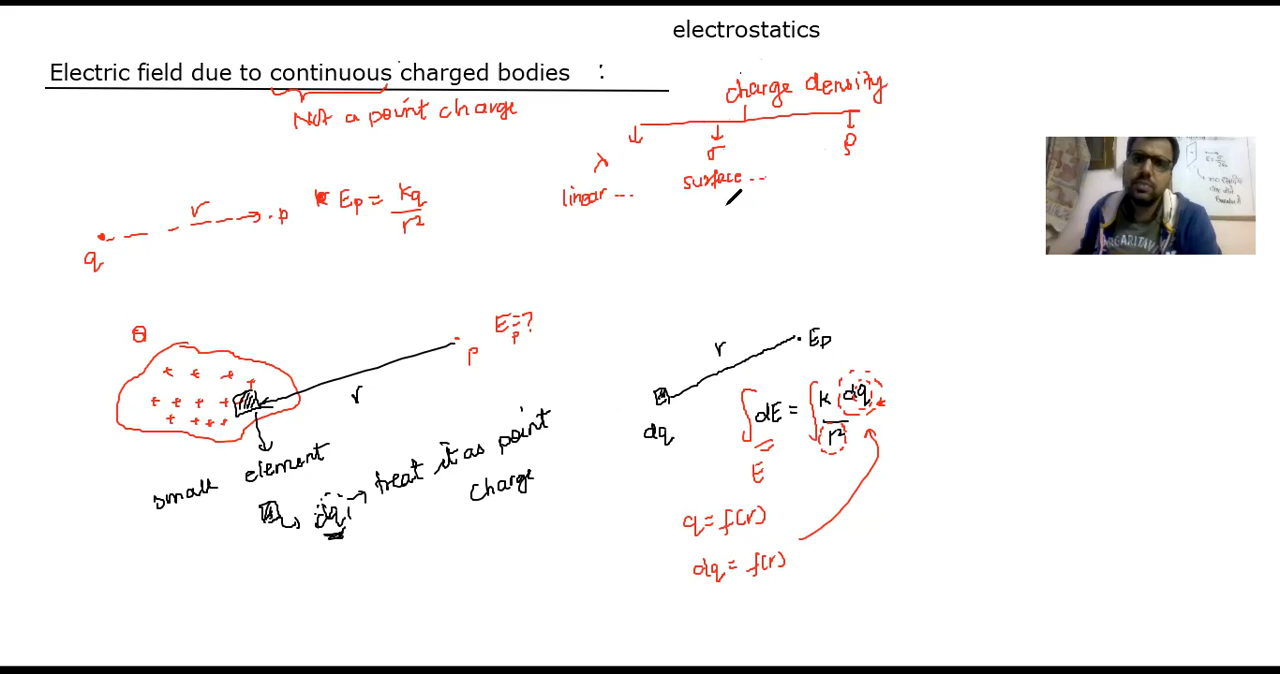 electrostatics
Electric field due to continuous charged bodies :
Not a point charge
charge density
λ
σ
ρ
linear ...
surface ...
q
r
p
Ep = kq/r²
Q
+ + + + + + + + + + + + +
r
p
Ep = ?
small element
dq → treat it as point charge
dq
r
Ep
∫dE = ∫ k dq / r²
E
q = f(r)
dq = f(r)